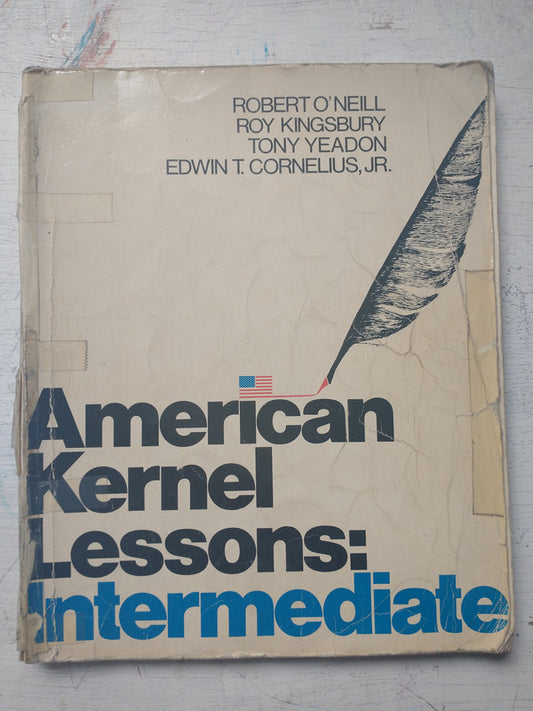 ROBERT O'NEILL
ROY KINGSBURY
TONY YEADON
EDWIN T. CORNELIUS, JR.
American
Kernel
Lessons:
Intermediate